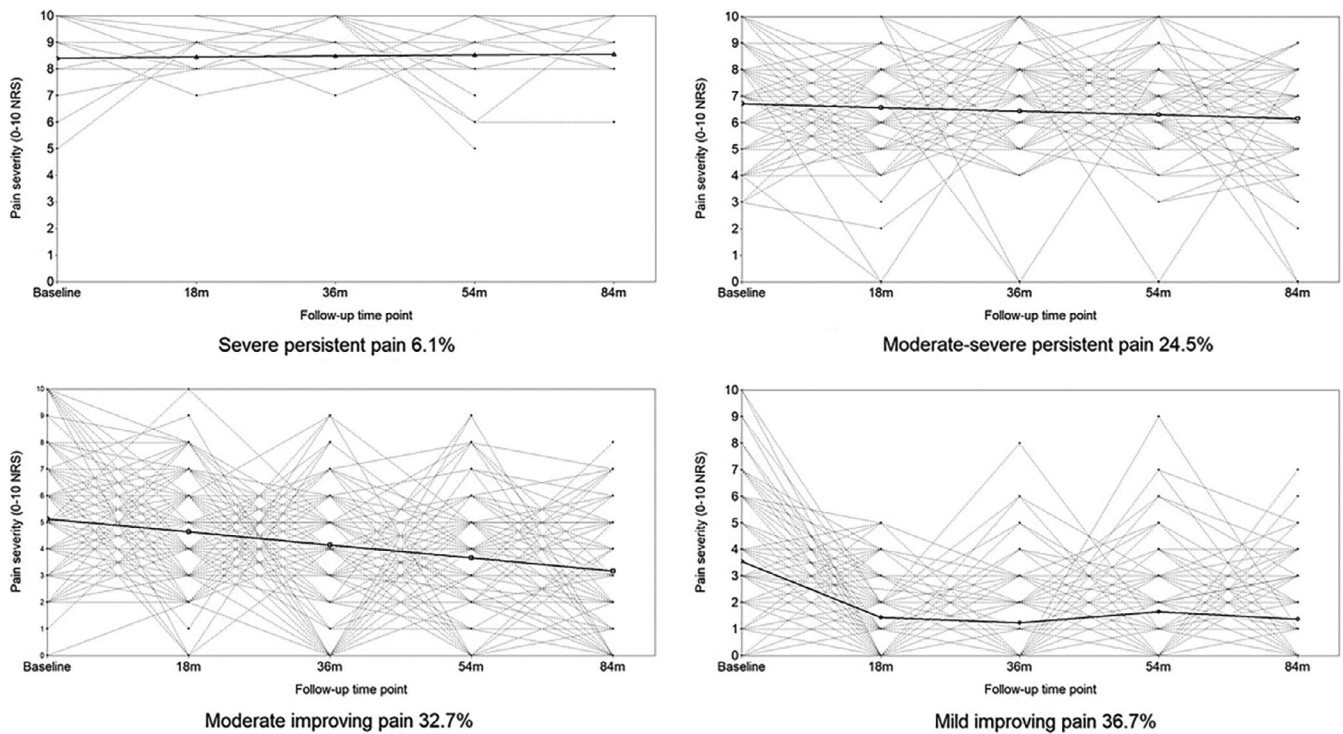 Pain severity (0-10 NRS)
10
9
8
7
6
5
4
3
2
1
0
Baseline 18m 36m 54m 84m
Follow-up time point
Severe persistent pain 6.1%
Pain severity (0-10 NRS)
10
9
8
7
6
5
4
3
2
1
0
Baseline 18m 36m 54m 84m
Follow-up time point
Moderate-severe persistent pain 24.5%
Pain severity (0-10 NRS)
10
9
8
7
6
5
4
3
2
1
0
Baseline 18m 36m 54m 84m
Follow-up time point
Moderate improving pain 32.7%
Pain severity (0-10 NRS)
10
9
8
7
6
5
4
3
2
1
0
Baseline 18m 36m 54m 84m
Follow-up time point
Mild improving pain 36.7%